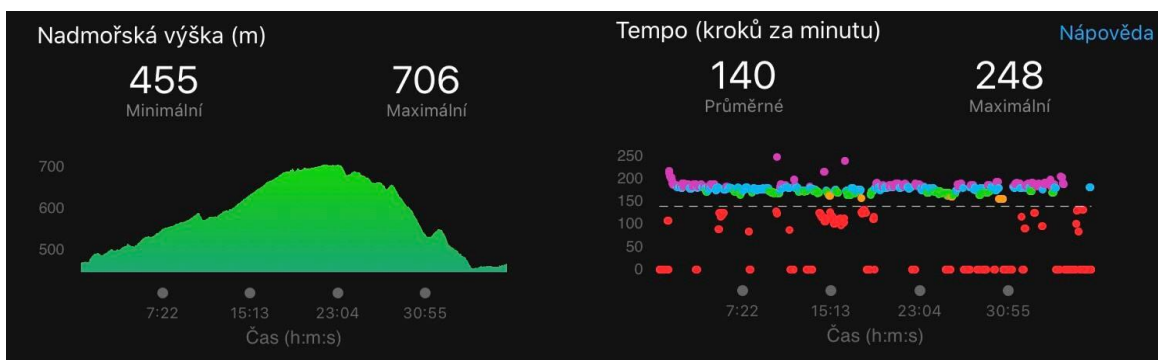 Nadmořská výška (m)
455
Minimální
706
Maximální
700
600
500
7:22
15:13
23:04
30:55
Čas (h:m:s)
Tempo (kroků za minutu)
Nápověda
140
Průměrné
248
Maximální
250
200
150
100
50
0
7:22
15:13
23:04
30:55
Čas (h:m:s)